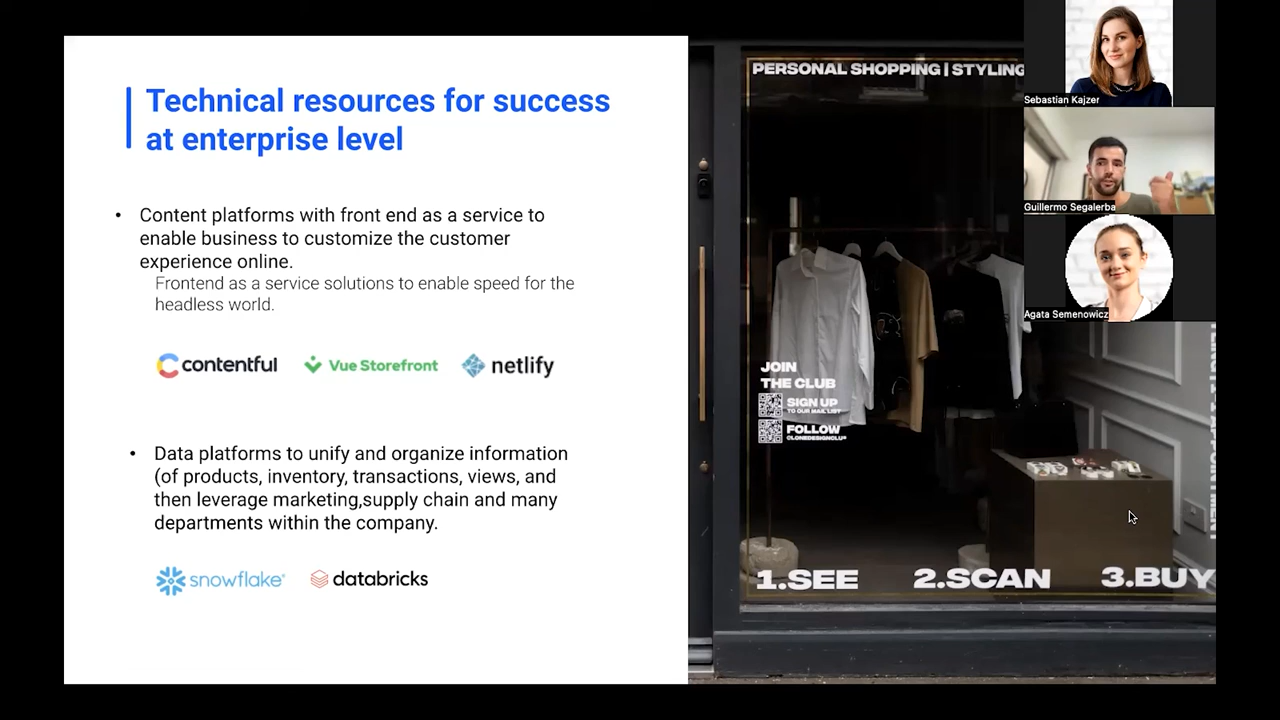 Technical resources for success
at enterprise level
• Content platforms with front end as a service to
enable business to customize the customer
experience online.
Frontend as a service solutions to enable speed for the
headless world.
contentful
Vue Storefront
netlify
• Data platforms to unify and organize information
(of products, inventory, transactions, views, and
then leverage marketing,supply chain and many
departments within the company.
snowflake®
databricks
PERSONAL SHOPPING | STYLING
JOIN
THE CLUB
SIGN UP
TO OUR MAIL LIST
FOLLOW
1.SEE 2.SCAN 3.BUY
Sebastian Kajzer
Guillermo Segalerba
Agata Semenowicz